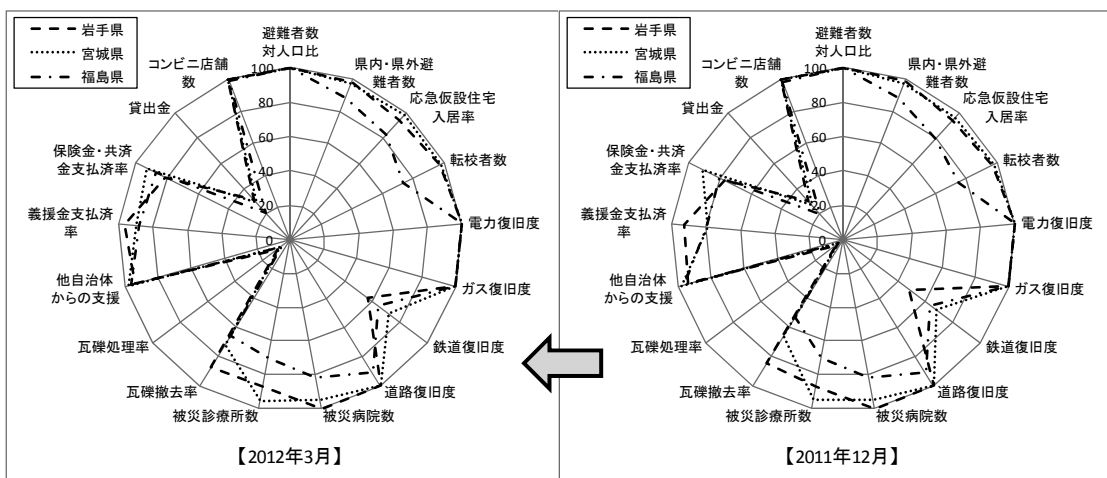 岩手県
宮城県
福島県
避難者数
対人口比
県内・県外避
難者数
応急仮設住宅
入居率
転校者数
電力復旧度
ガス復旧度
鉄道復旧度
道路復旧度
被災病院数
被災診療所数
瓦礫撤去率
瓦礫処理率
他自治体
からの支援
義援金支払済
率
保険金・共済
金支払済率
貸出金
コンビニ店舗
数
100
80
60
40
20
0
【2012年3月】
岩手県
宮城県
福島県
避難者数
対人口比
県内・県外避
難者数
応急仮設住宅
入居率
転校者数
電力復旧度
ガス復旧度
鉄道復旧度
道路復旧度
被災病院数
被災診療所数
瓦礫撤去率
瓦礫処理率
他自治体
からの支援
義援金支払済
率
保険金・共済
金支払済率
貸出金
コンビニ店舗
数
100
80
60
40
20
0
【2011年12月】